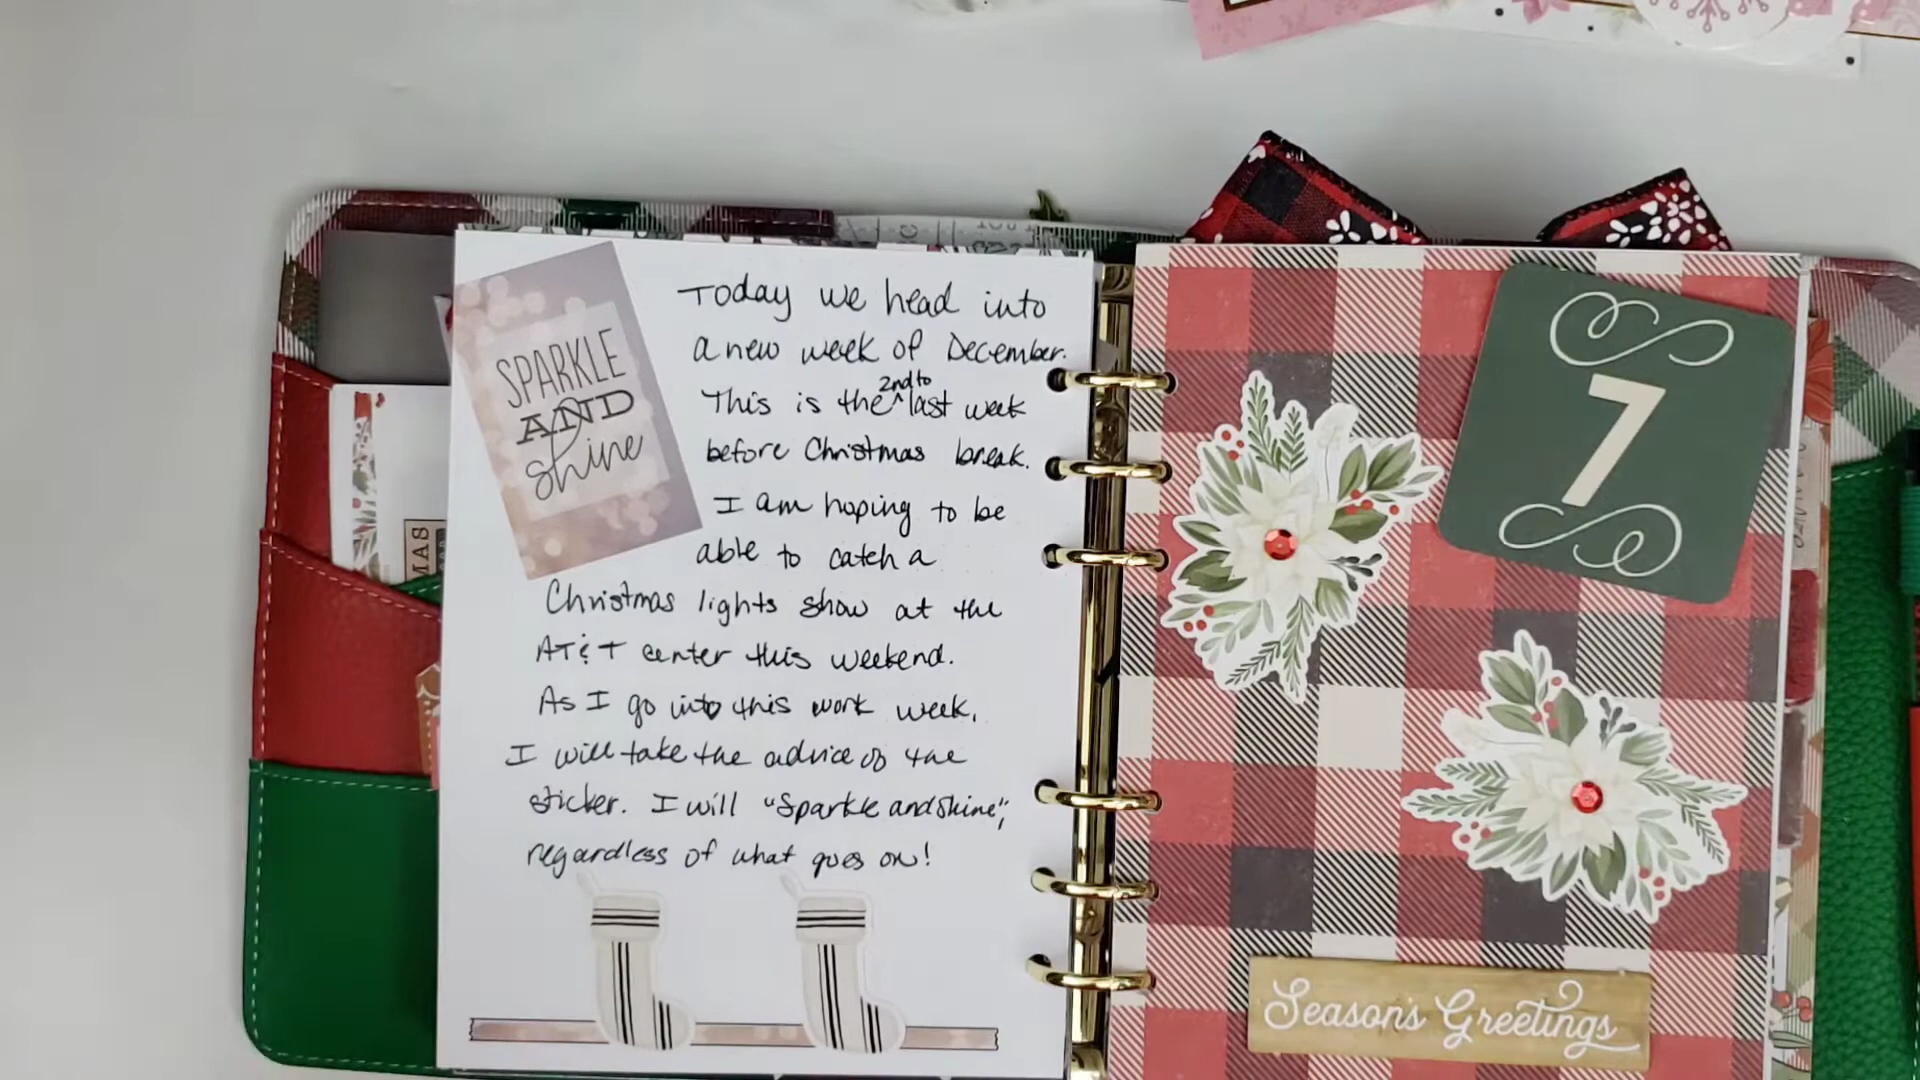 SPARKLE
AND
shine
Today we head into
a new week of December.
This is the ^2nd to last week
before Christmas break.
I am hoping to be
able to catch a
Christmas lights show at the
AT&T center this weekend.
As I go into this work week,
I will take the advice of the
sticker. I will "Sparkle and Shine",
regardless of what goes on!
MAS
7
Season's Greetings